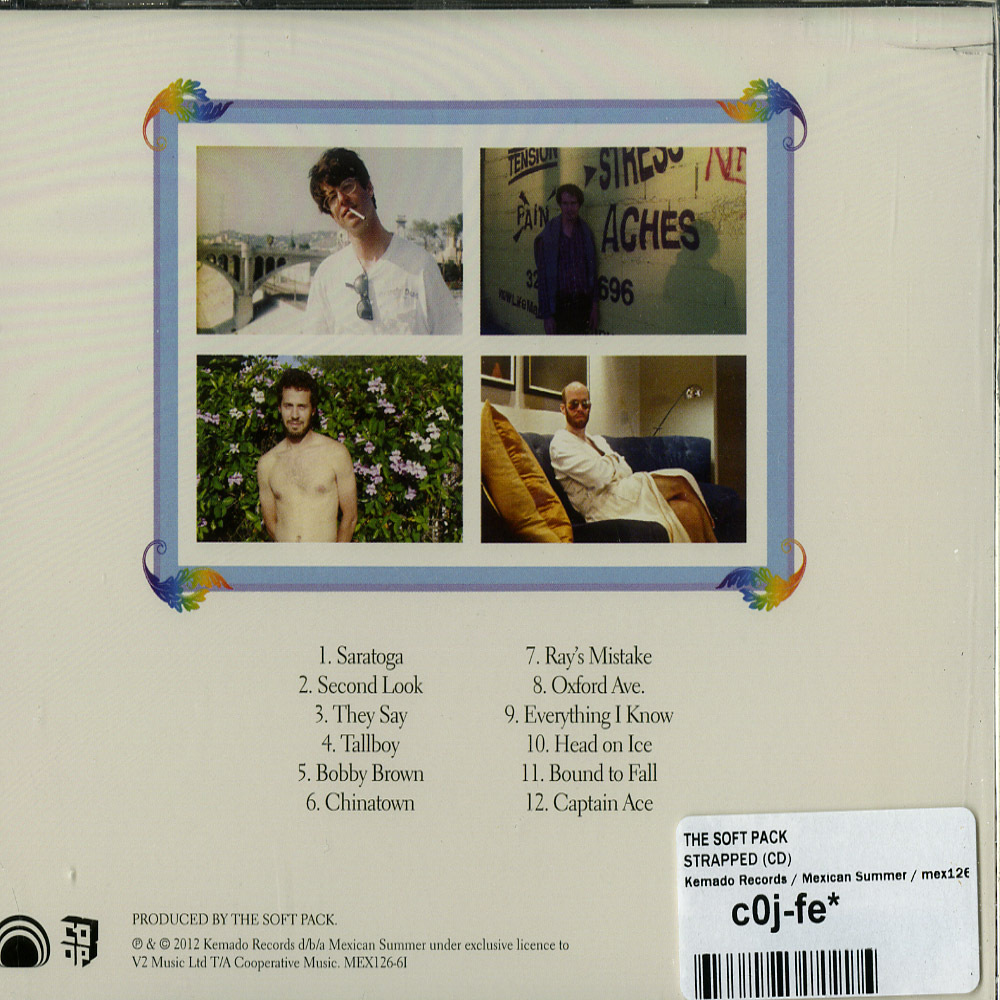 TENSION
STRESS
PAIN
ACHES
32
696
1. Saratoga
2. Second Look
3. They Say
4. Tallboy
5. Bobby Brown
6. Chinatown
7. Ray's Mistake
8. Oxford Ave.
9. Everything I Know
10. Head on Ice
11. Bound to Fall
12. Captain Ace
THE SOFT PACK
STRAPPED (CD)
Kemado Records / Mexican Summer / mex126
c0j-fe*
PRODUCED BY THE SOFT PACK.
℗ & © 2012 Kemado Records d/b/a Mexican Summer under exclusive licence to
V2 Music Ltd T/A Cooperative Music. MEX126-6I